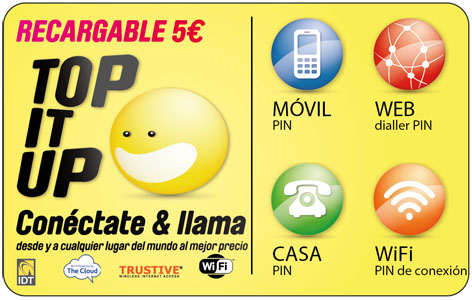 RECARGABLE 5€
TOP
IT
UP
Conéctate & llama
desde y a cualquier lugar del mundo al mejor precio
IDT
The Cloud
TRUSTIVE®
WIRELESS INTERNET ACCESS
Wi Fi
MÓVIL
PIN
WEB
dialler PIN
CASA
PIN
WiFi
PIN de conexión